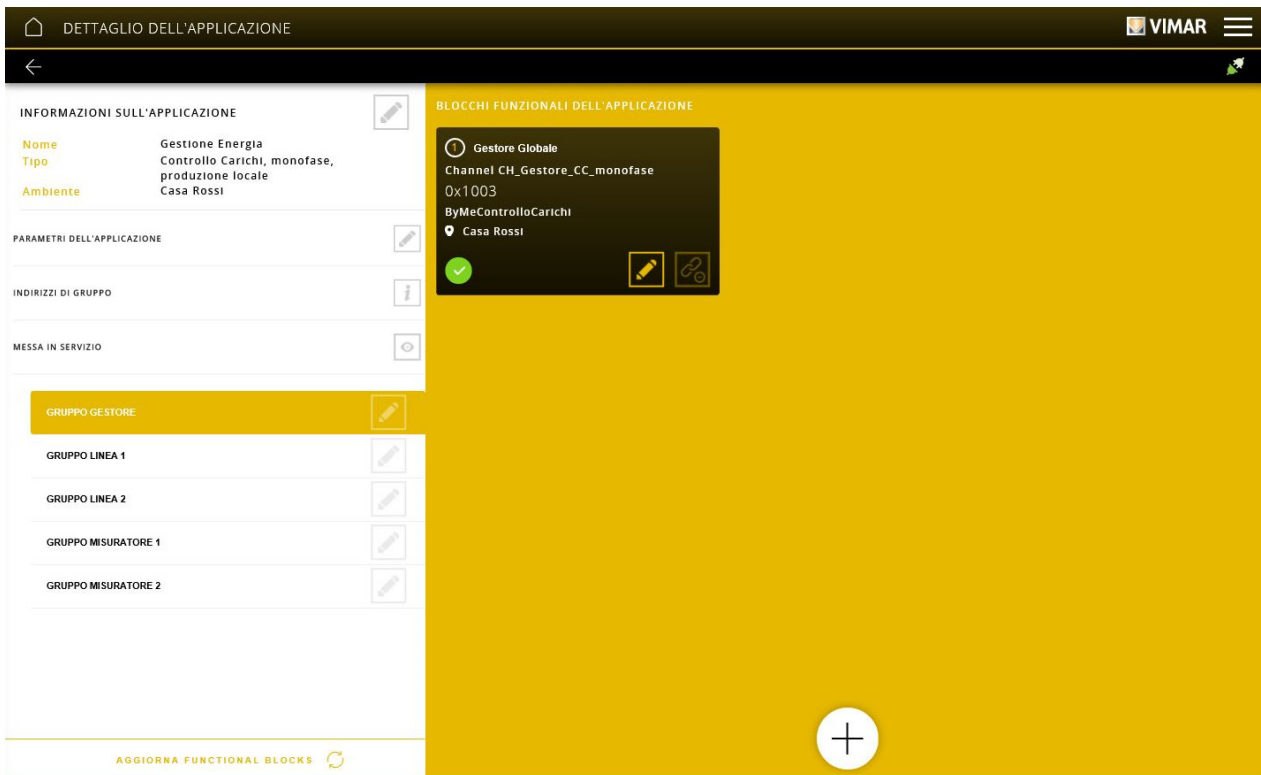 DETTAGLIO DELL'APPLICAZIONE
VIMAR
INFORMAZIONI SULL'APPLICAZIONE
Nome Gestione Energia
Tipo Controllo Carichi, monofase,
produzione locale
Ambiente Casa Rossi
PARAMETRI DELL'APPLICAZIONE
INDIRIZZI DI GRUPPO
i
MESSA IN SERVIZIO
GRUPPO GESTORE
GRUPPO LINEA 1
GRUPPO LINEA 2
GRUPPO MISURATORE 1
GRUPPO MISURATORE 2
AGGIORNA FUNCTIONAL BLOCKS
BLOCCHI FUNZIONALI DELL'APPLICAZIONE
1 Gestore Globale
Channel CH_Gestore_CC_monofase
0x1003
ByMeControlloCarichi
Casa Rossi